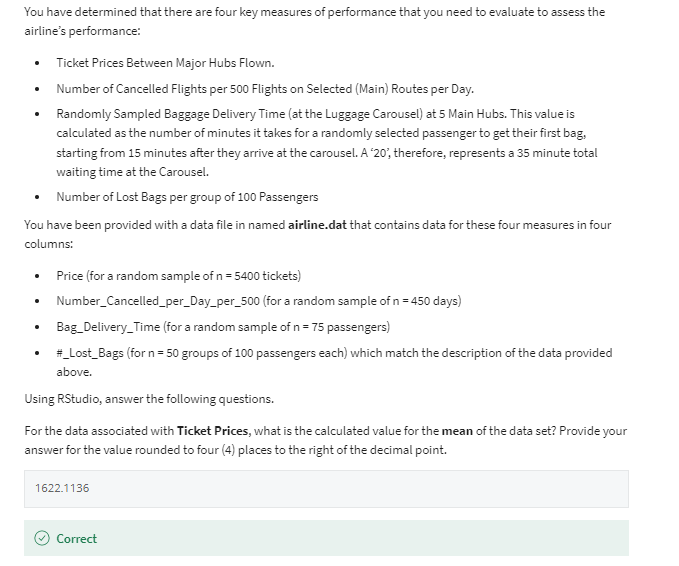 You have determined that there are four key measures of performance that you need to evaluate to assess the
airline's performance:
• Ticket Prices Between Major Hubs Flown.
• Number of Cancelled Flights per 500 Flights on Selected (Main) Routes per Day.
• Randomly Sampled Baggage Delivery Time (at the Luggage Carousel) at 5 Main Hubs. This value is
calculated as the number of minutes it takes for a randomly selected passenger to get their first bag,
starting from 15 minutes after they arrive at the carousel. A ‘20’, therefore, represents a 35 minute total
waiting time at the Carousel.
• Number of Lost Bags per group of 100 Passengers
You have been provided with a data file in named airline.dat that contains data for these four measures in four
columns:
• Price (for a random sample of n = 5400 tickets)
• Number_Cancelled_per_Day_per_500 (for a random sample of n = 450 days)
• Bag_Delivery_Time (for a random sample of n = 75 passengers)
• #_Lost_Bags (for n = 50 groups of 100 passengers each) which match the description of the data provided
above.
Using RStudio, answer the following questions.
For the data associated with Ticket Prices, what is the calculated value for the mean of the data set? Provide your
answer for the value rounded to four (4) places to the right of the decimal point.
1622.1136
Correct